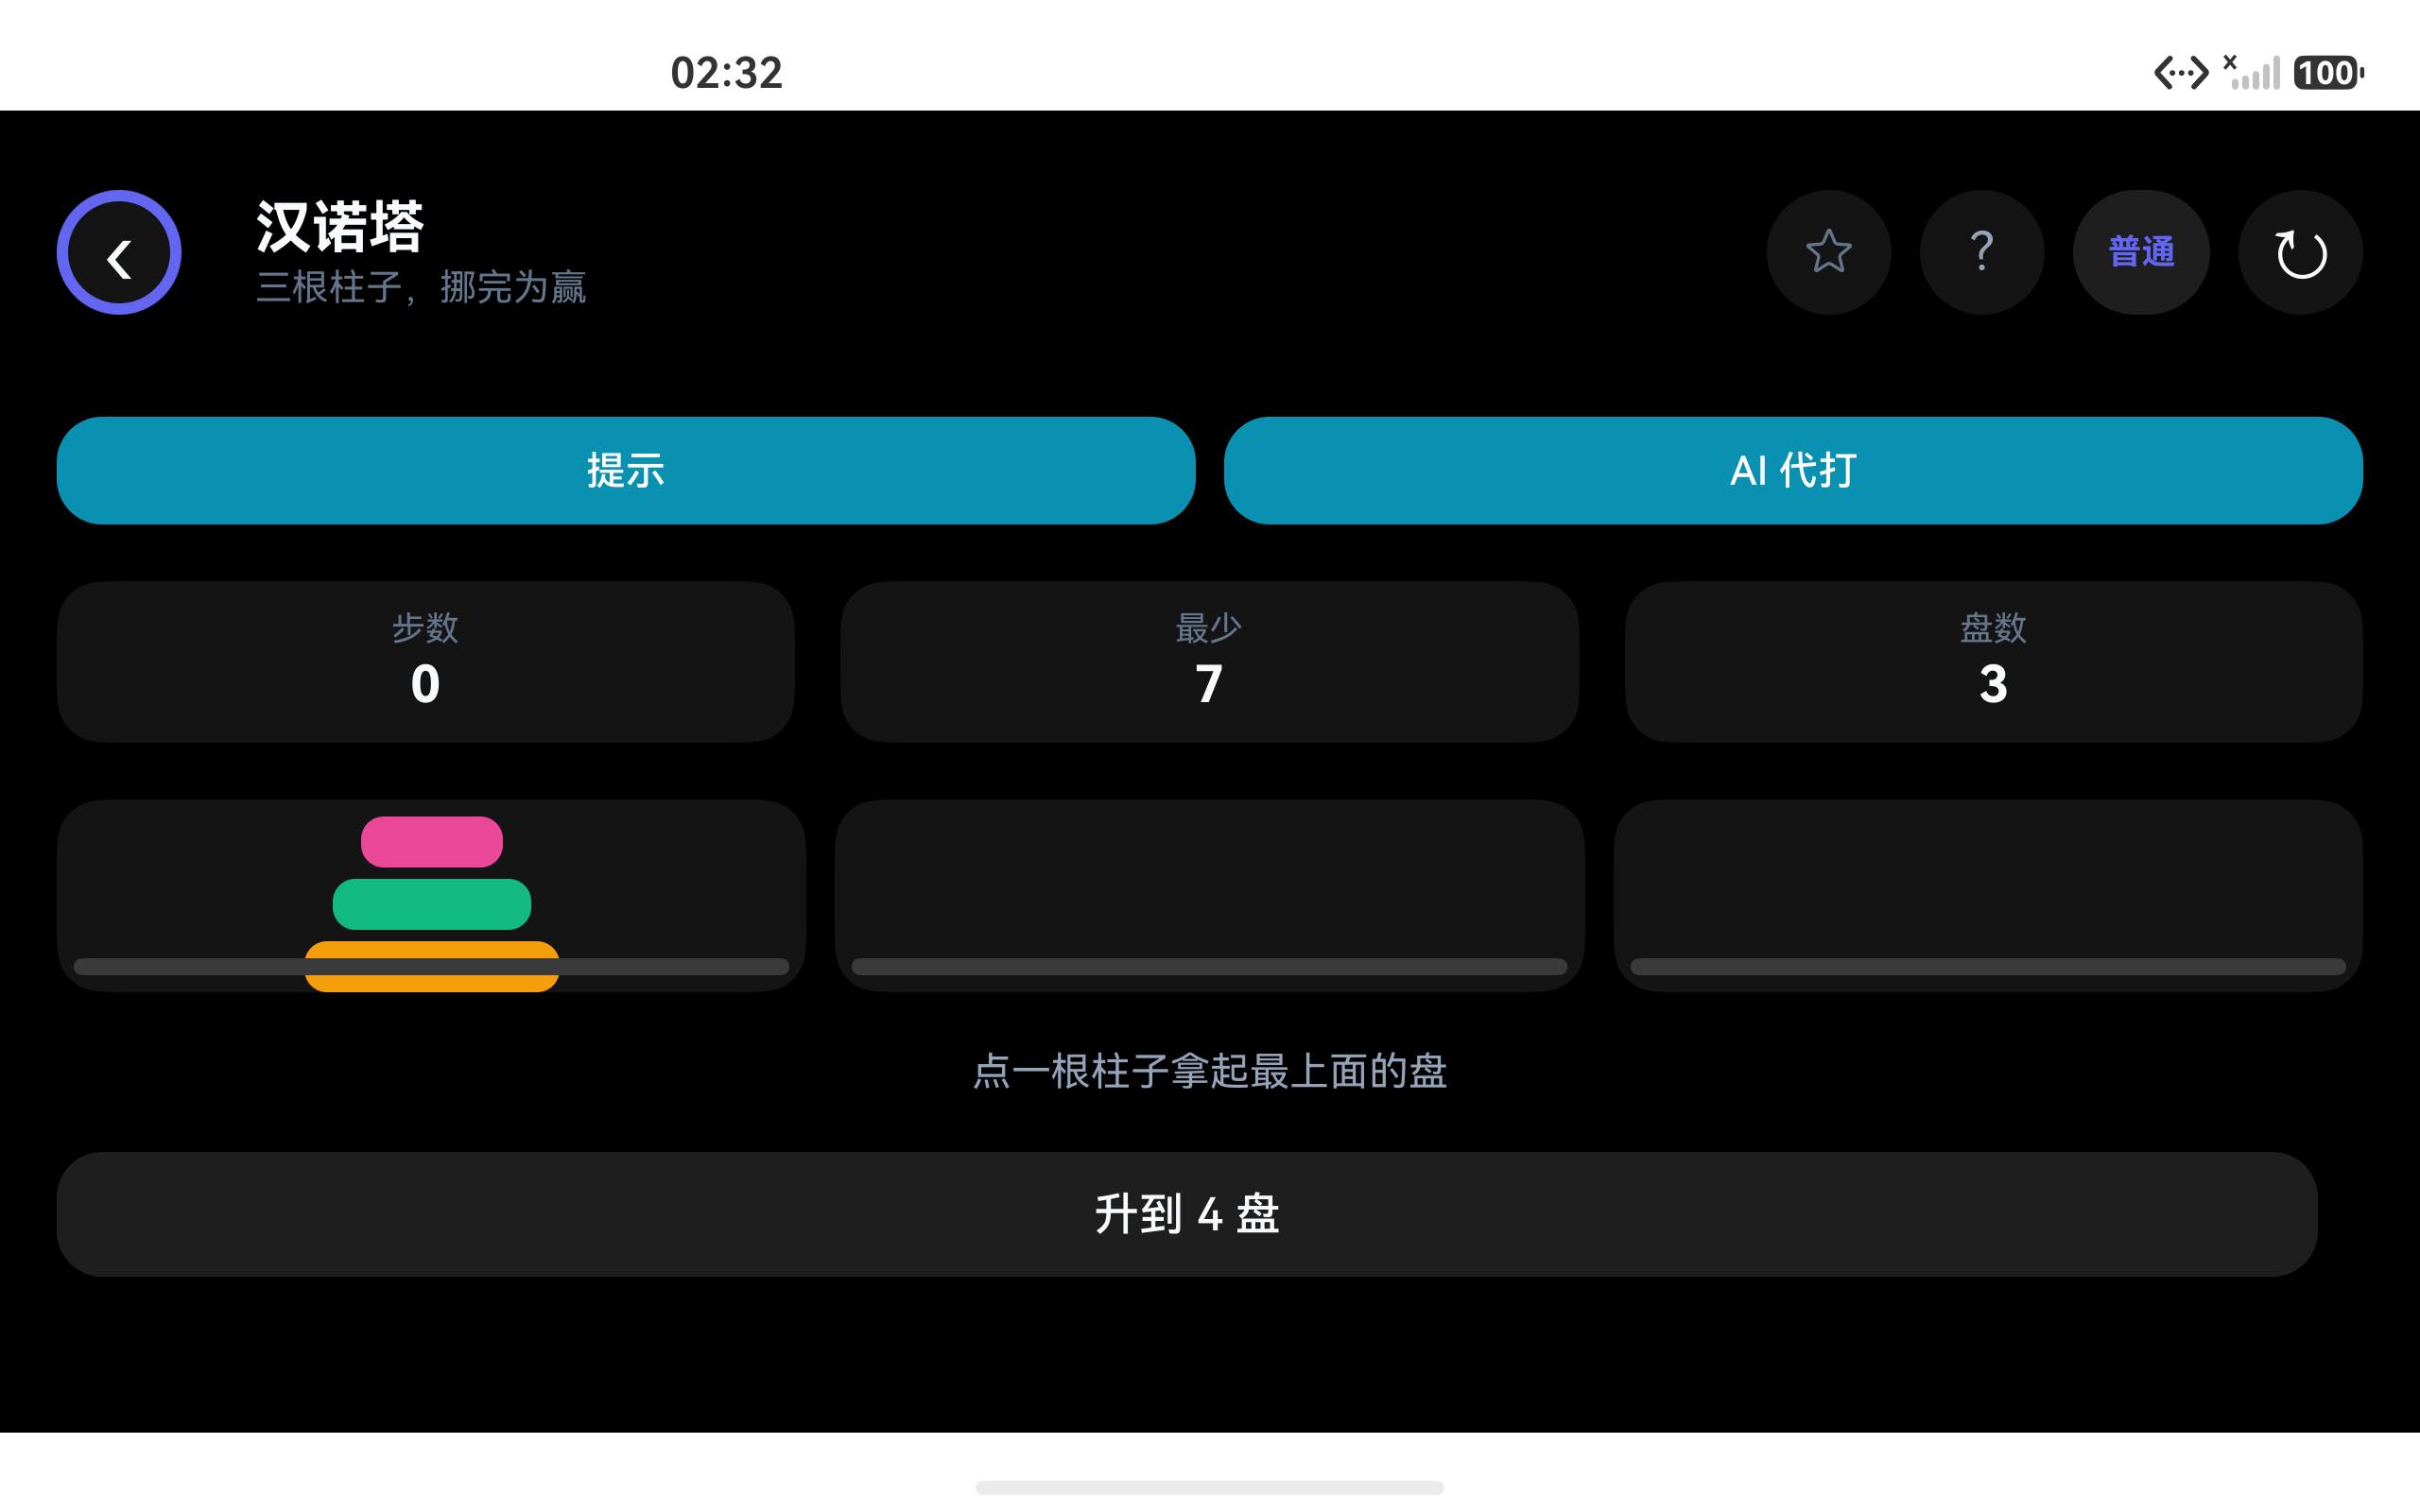 02:32
100
汉诺塔
三根柱子，挪完为赢
?
普通
提示
AI 代打
步数
0
最少
7
盘数
3
点一根柱子拿起最上面的盘
升到 4 盘